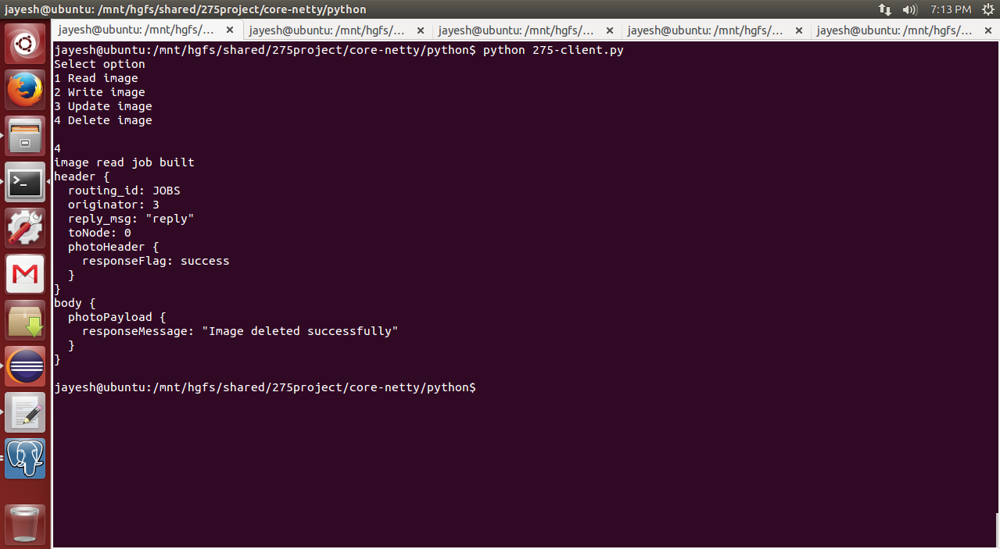 jayesh@ubuntu: /mnt/hgfs/shared/275project/core-netty/python
7:13 PM
jayesh@ubuntu: /mnt/hgfs/... × jayesh@ubuntu: /mnt/hgfs/s... × jayesh@ubuntu: /mnt/hgfs/s... × jayesh@ubuntu: /mnt/hgfs/s... × jayesh@ubuntu: /mnt/hgfs/s... ×
jayesh@ubuntu:/mnt/hgfs/shared/275project/core-netty/python$ python 275-client.py
Select option
1 Read image
2 Write image
3 Update image
4 Delete image
4
image read job built
header {
  routing_id: JOBS
  originator: 3
  reply_msg: "reply"
  toNode: 0
  photoHeader {
    responseFlag: success
  }
}
body {
  photoPayload {
    responseMessage: "Image deleted successfully"
  }
}
jayesh@ubuntu:/mnt/hgfs/shared/275project/core-netty/python$